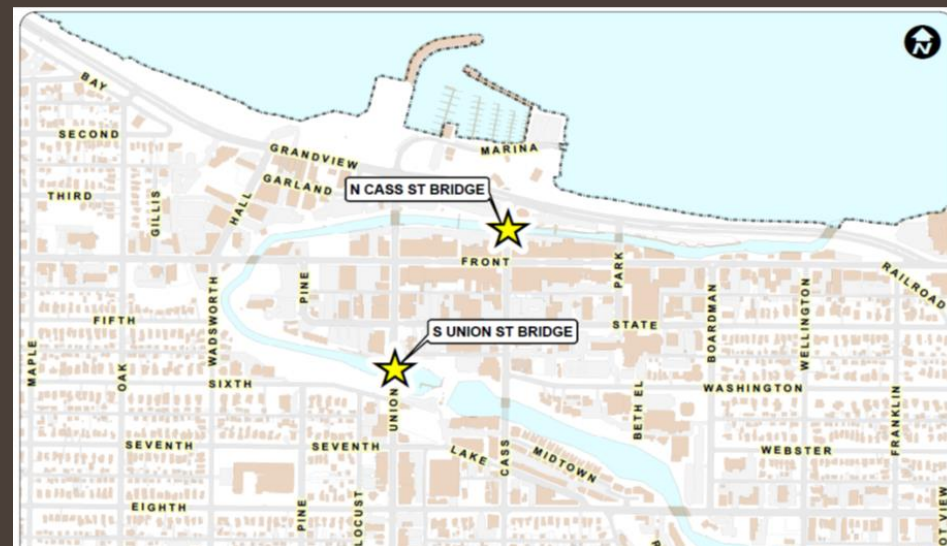 N
BAY
SECOND
GRANDVIEW
MARINA
GARLAND
N CASS ST BRIDGE
THIRD
GILLIS
HALL
FRONT
PARK
RAILROAD
PINE
WADSWORTH
BOARDMAN
WELLINGTON
FIFTH
STATE
S UNION ST BRIDGE
MAPLE
OAK
SIXTH
WASHINGTON
UNION
BETH EL
FRANKLIN
SEVENTH
SEVENTH
LAKE
CASS
MIDTOWN
WEBSTER
EIGHTH
PINE
LOCUST